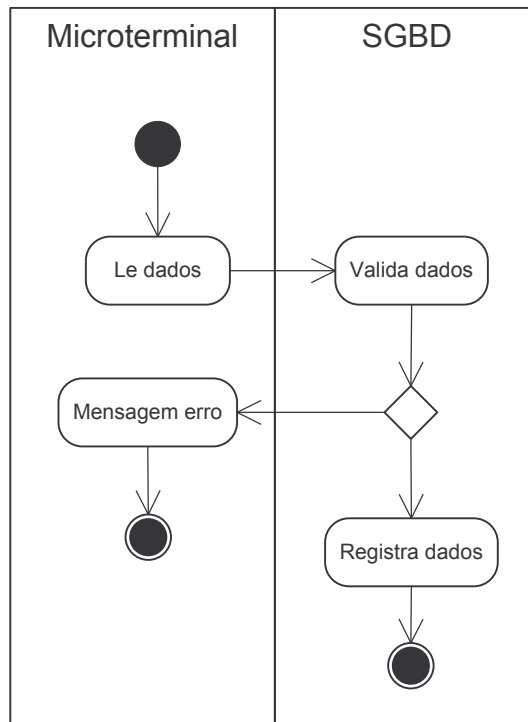 Microterminal
SGBD
Le dados
Valida dados
Mensagem erro
Registra dados